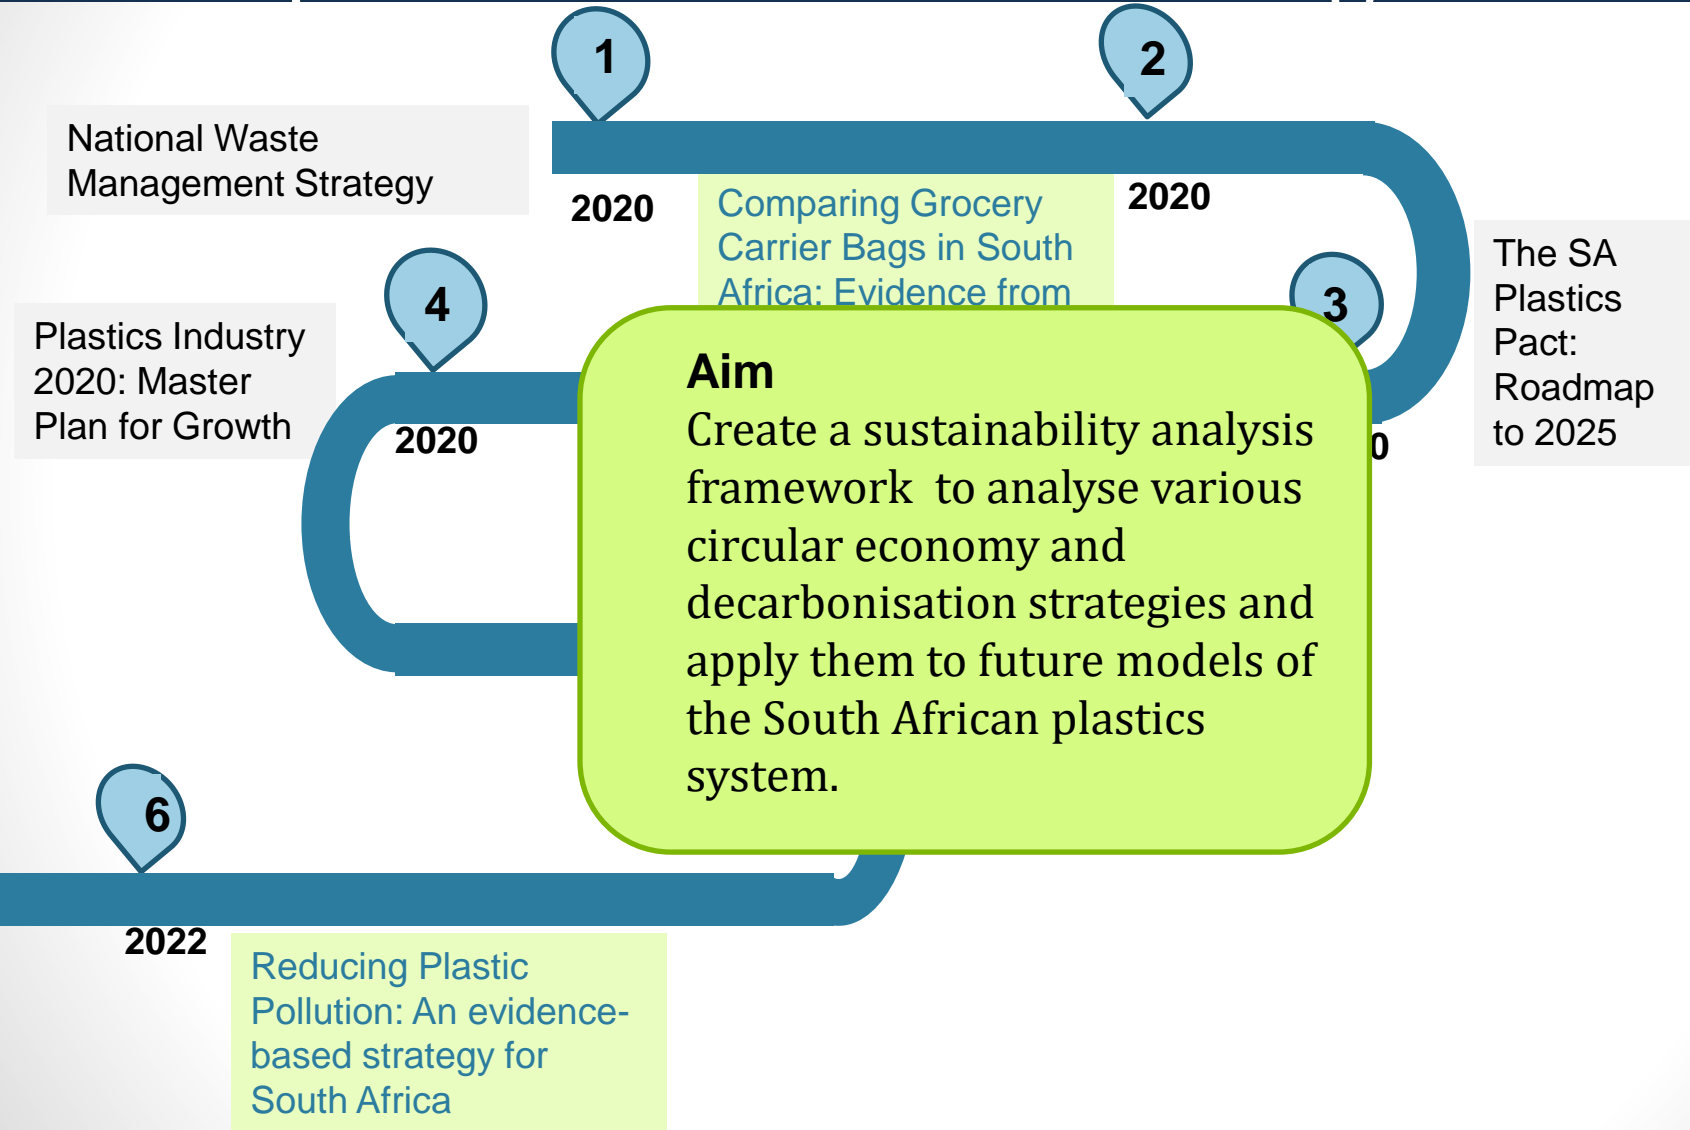 1
2
National Waste
Management Strategy
2020
Comparing Grocery
Carrier Bags in South
Africa: Evidence from
2020
3
The SA
Plastics
Pact:
Roadmap
to 2025
4
Plastics Industry
2020: Master
Plan for Growth
2020
0
Aim
Create a sustainability analysis
framework  to analyse various
circular economy and
decarbonisation strategies and
apply them to future models of
the South African plastics
system.
6
2022
Reducing Plastic
Pollution: An evidence-
based strategy for
South Africa